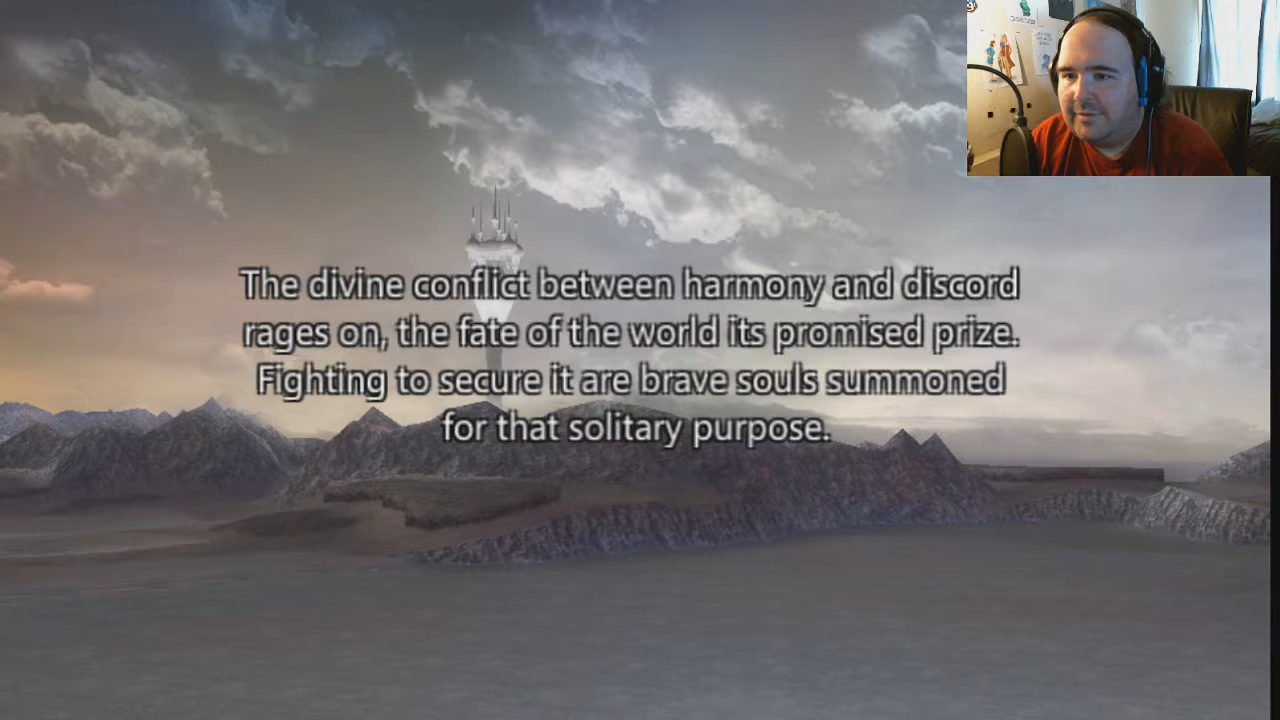 The divine conflict between harmony and discord
rages on, the fate of the world its promised prize.
Fighting to secure it are brave souls summoned
for that solitary purpose.